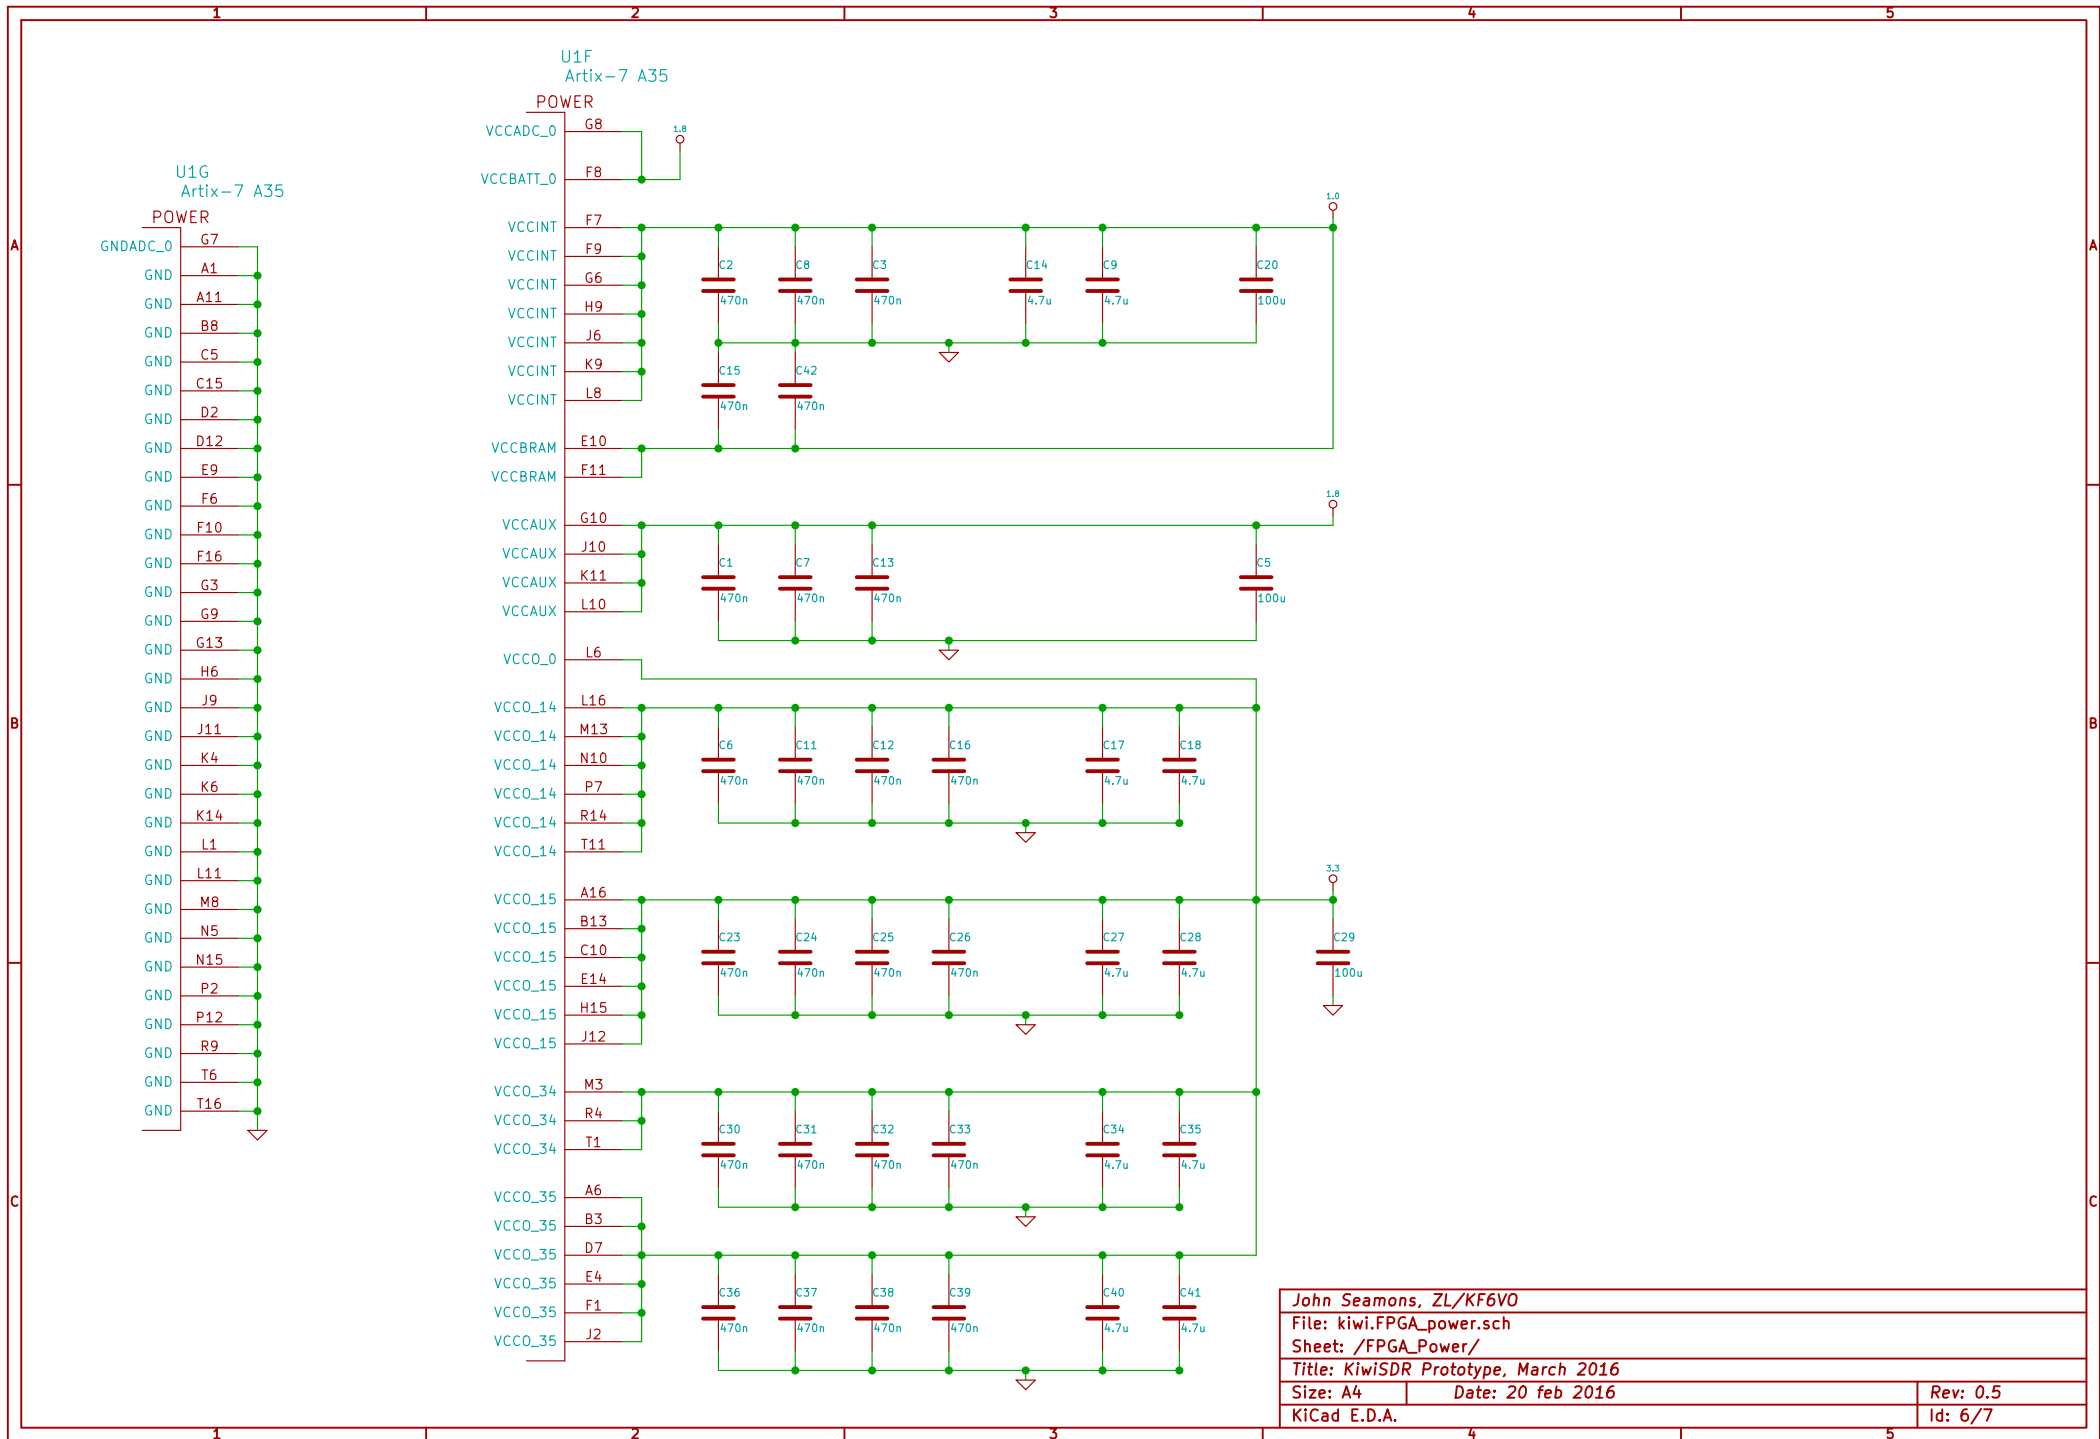 1 2 3 4 5
A A
B B
C C
U1G
Artix-7 A35
POWER
GNDADC_0 G7
GND A1
GND A11
GND B8
GND C5
GND C15
GND D2
GND D12
GND E9
GND F6
GND F10
GND F16
GND G3
GND G9
GND G13
GND H6
GND J9
GND J11
GND K4
GND K6
GND K14
GND L1
GND L11
GND M8
GND N5
GND N15
GND P2
GND P12
GND R9
GND T6
GND T16
U1F
Artix-7 A35
POWER
VCCADC_0 G8
1.8
VCCBATT_0 F8
1.0
VCCINT F7
VCCINT F9
C2 C8 C3 C14 C9 C20
VCCINT G6
470n 470n 470n 4.7u 4.7u 100u
VCCINT H9
VCCINT J6
VCCINT K9
C15 C42
VCCINT L8
470n 470n
VCCBRAM E10
VCCBRAM F11
1.8
VCCAUX G10
VCCAUX J10
C1 C7 C13 C5
VCCAUX K11
470n 470n 470n 100u
VCCAUX L10
VCCO_0 L6
VCCO_14 L16
VCCO_14 M13
C6 C11 C12 C16 C17 C18
VCCO_14 N10
470n 470n 470n 470n 4.7u 4.7u
VCCO_14 P7
VCCO_14 R14
VCCO_14 T11
3.3
VCCO_15 A16
VCCO_15 B13
C23 C24 C25 C26 C27 C28 C29
VCCO_15 C10
470n 470n 470n 470n 4.7u 4.7u 100u
VCCO_15 E14
VCCO_15 H15
VCCO_15 J12
VCCO_34 M3
VCCO_34 R4
C30 C31 C32 C33 C34 C35
VCCO_34 T1
470n 470n 470n 470n 4.7u 4.7u
VCCO_35 A6
VCCO_35 B3
VCCO_35 D7
VCCO_35 E4
C36 C37 C38 C39 C40 C41
VCCO_35 F1
470n 470n 470n 470n 4.7u 4.7u
VCCO_35 J2
John Seamons, ZL/KF6VO
File: kiwi.FPGA_power.sch
Sheet: /FPGA_Power/
Title: KiwiSDR Prototype, March 2016
Size: A4 Date: 20 feb 2016 Rev: 0.5
KiCad E.D.A. Id: 6/7
1 2 3 4 5